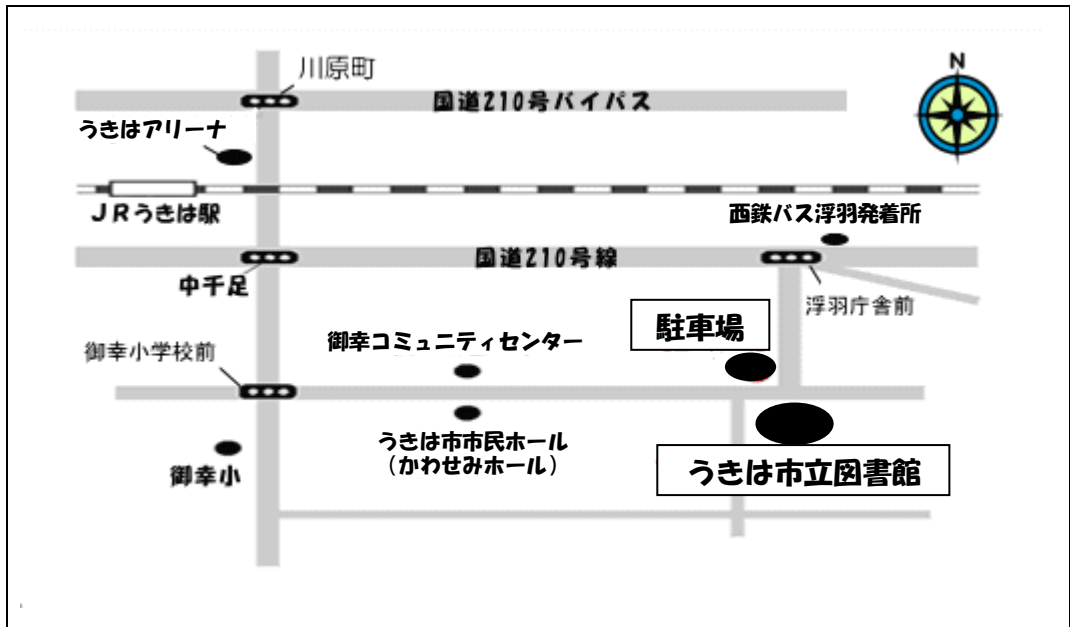 川原町
N
国道210号バイパス
うきはアリーナ
JRうきは駅
西鉄バス浮羽発着所
国道210号線
中千足
浮羽庁舎前
駐車場
御幸コミュニティセンター
御幸小学校前
うきは市市民ホール
（かわせみホール）
御幸小
うきは市立図書館